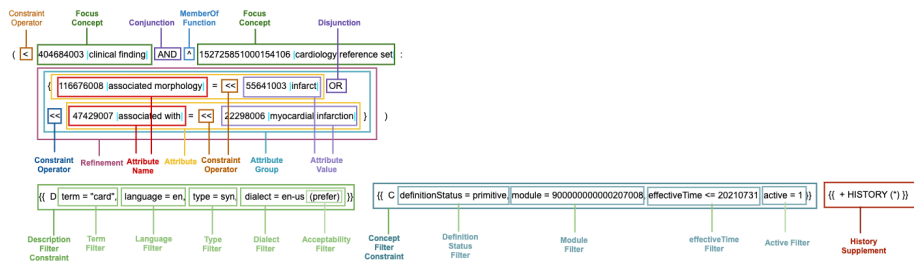 Constraint Operator Focus Concept Conjunction MemberOf Function Focus Concept Disjunction
( < 404684003 |clinical finding| AND ^ 152725851000154106 |cardiology reference set| :
{ 116676008 |associated morphology| = << 55641003 |infarct| OR
<< 47429007 |associated with| = << 22298006 |myocardial infarction| } )
Constraint Operator Refinement Attribute Name Attribute Constraint Operator Attribute Group Attribute Value
{{ D term = "card", language = en, type = syn, dialect = en-us (prefer) }} {{ C definitionStatus = primitive, module = 900000000000207008, effectiveTime <= 20210731 active = 1 }} {{ + HISTORY (*) }}
Description Filter Constraint Term Filter Language Filter Type Filter Dialect Filter Acceptability Filter Concept Filter Constraint Definition Status Filter Module Filter effectiveTime Filter Active Filter History Supplement